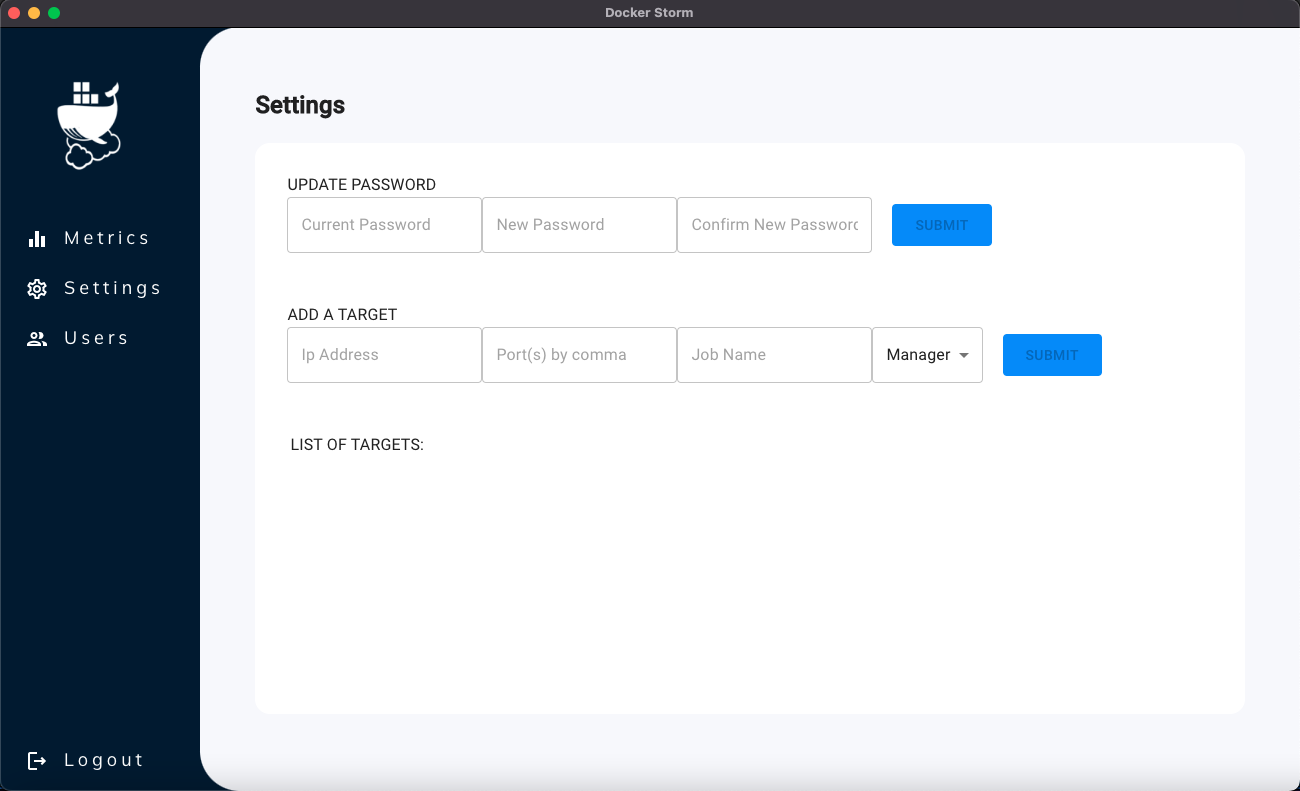 Docker Storm
Metrics
Settings
Users
Logout
Settings
UPDATE PASSWORD
Current Password
New Password
Confirm New Password
SUBMIT
ADD A TARGET
Ip Address
Port(s) by comma
Job Name
Manager
SUBMIT
LIST OF TARGETS: